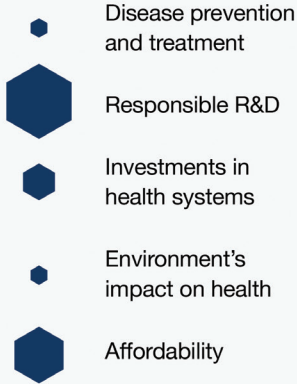 Disease prevention
and treatment
Responsible R&D
Investments in
health systems
Environment's
impact on health
Affordability